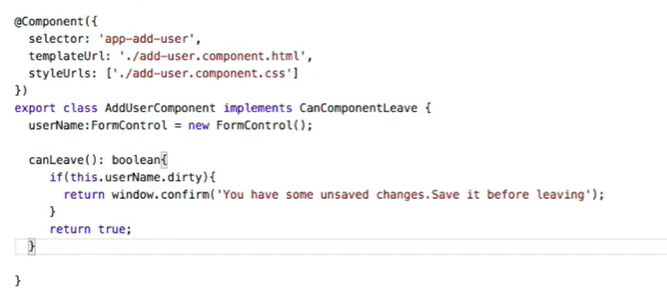 @Component({
  selector: 'app-add-user',
  templateUrl: './add-user.component.html',
  styleUrls: ['./add-user.component.css']
})
export class AddUserComponent implements CanComponentLeave {
  userName:FormControl = new FormControl();

  canLeave(): boolean{
     if(this.userName.dirty){
       return window.confirm('You have some unsaved changes.Save it before leaving');
     }
     return true;
  }

}